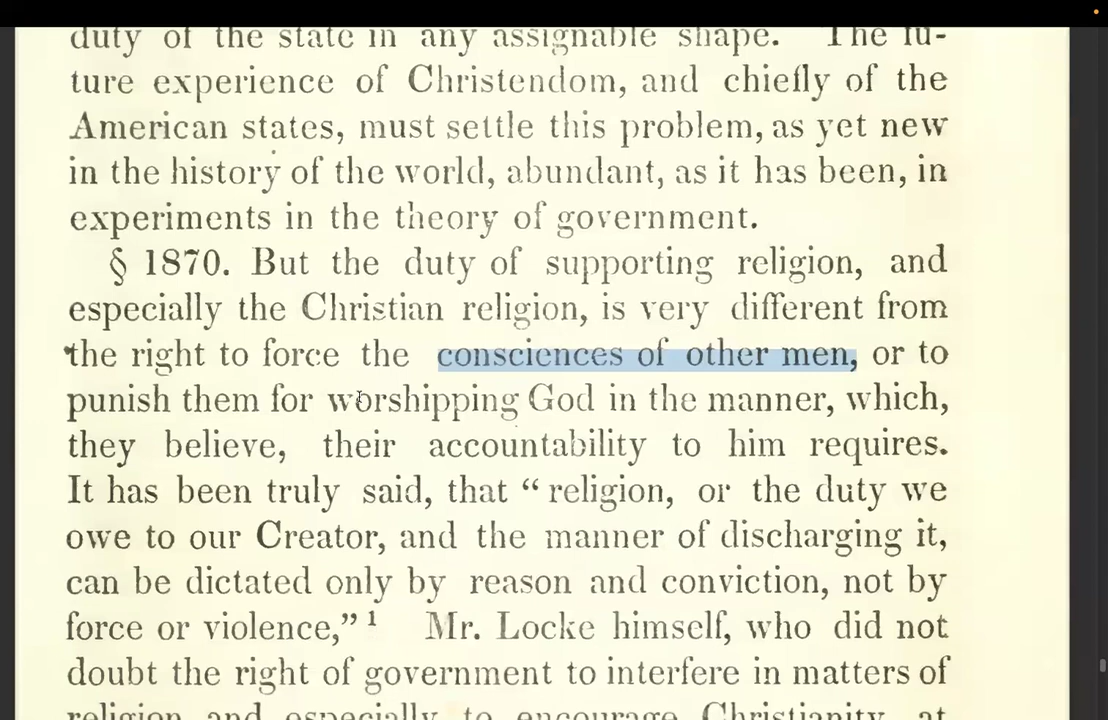 duty of the state in any assignable shape. The fu-
ture experience of Christendom, and chiefly of the
American states, must settle this problem, as yet new
in the history of the world, abundant, as it has been, in
experiments in the theory of government.
§ 1870. But the duty of supporting religion, and
especially the Christian religion, is very different from
the right to force the consciences of other men, or to
punish them for worshipping God in the manner, which,
they believe, their accountability to him requires.
It has been truly said, that “ religion, or the duty we
owe to our Creator, and the manner of discharging it,
can be dictated only by reason and conviction, not by
force or violence,” 1 Mr. Locke himself, who did not
doubt the right of government to interfere in matters of
religion and especially to encourage Christianity at